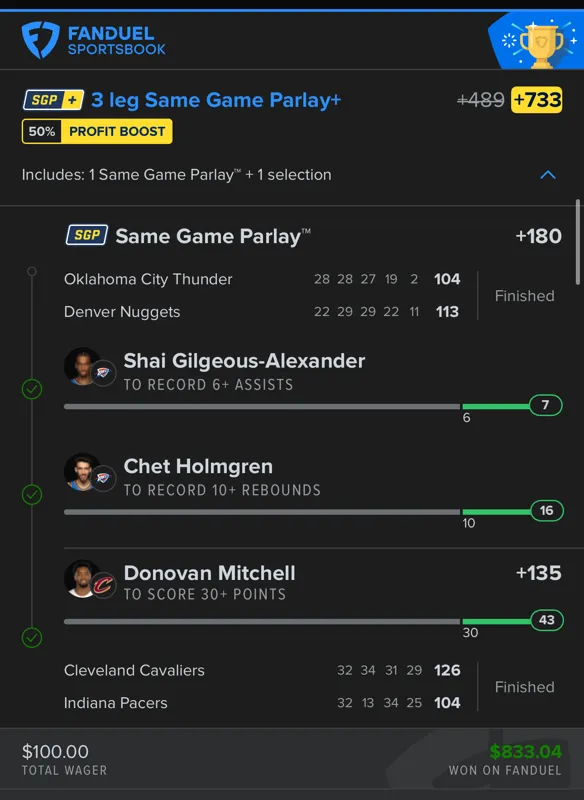 FANDUEL
SPORTSBOOK
SGP + 3 leg Same Game Parlay+ +489 +733
50% PROFIT BOOST
Includes: 1 Same Game Parlay™ + 1 selection
SGP Same Game Parlay™ +180
Oklahoma City Thunder 28 28 27 19 2 104
Finished
Denver Nuggets 22 29 29 22 11 113
Shai Gilgeous-Alexander
TO RECORD 6+ ASSISTS
7
6
Chet Holmgren
TO RECORD 10+ REBOUNDS
16
10
Donovan Mitchell +135
TO SCORE 30+ POINTS
43
30
Cleveland Cavaliers 32 34 31 29 126
Finished
Indiana Pacers 32 13 34 25 104
$100.00 $833.04
TOTAL WAGER WON ON FANDUEL